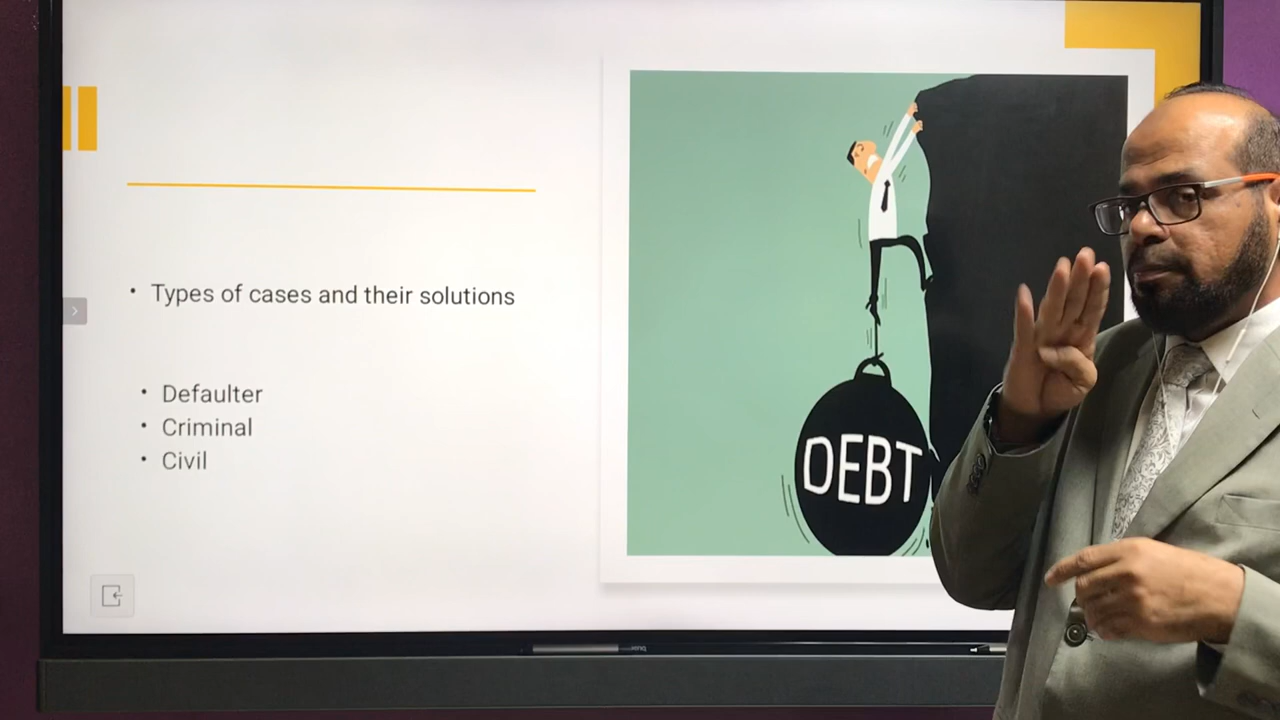 Types of cases and their solutions
Defaulter
Criminal
Civil
DEBT